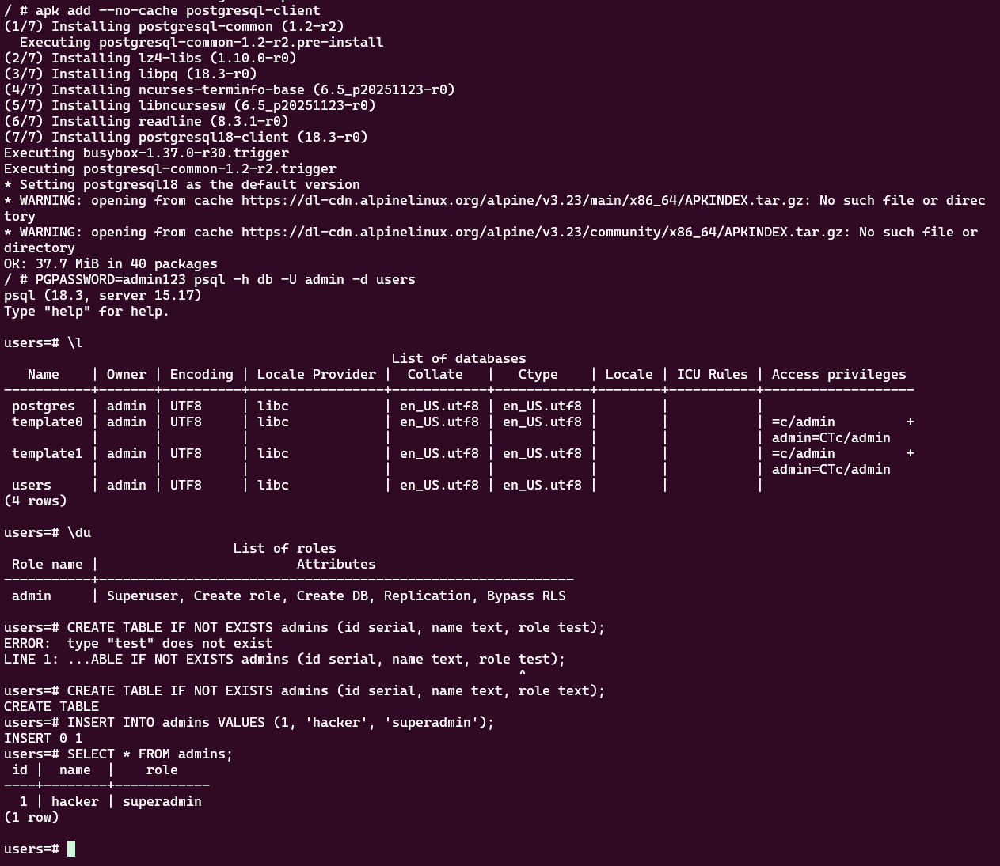 / # apk add --no-cache postgresql-client
(1/7) Installing postgresql-common (1.2-r2)
  Executing postgresql-common-1.2-r2.pre-install
(2/7) Installing lz4-libs (1.10.0-r0)
(3/7) Installing libpq (18.3-r0)
(4/7) Installing ncurses-terminfo-base (6.5_p20251123-r0)
(5/7) Installing libncursesw (6.5_p20251123-r0)
(6/7) Installing readline (8.3.1-r0)
(7/7) Installing postgresql18-client (18.3-r0)
Executing busybox-1.37.0-r30.trigger
Executing postgresql-common-1.2-r2.trigger
* Setting postgresql18 as the default version
* WARNING: opening from cache https://dl-cdn.alpinelinux.org/alpine/v3.23/main/x86_64/APKINDEX.tar.gz: No such file or direc
tory
* WARNING: opening from cache https://dl-cdn.alpinelinux.org/alpine/v3.23/community/x86_64/APKINDEX.tar.gz: No such file or
directory
OK: 37.7 MiB in 40 packages
/ # PGPASSWORD=admin123 psql -h db -U admin -d users
psql (18.3, server 15.17)
Type "help" for help.

users=# \l
                                                 List of databases
   Name    | Owner | Encoding | Locale Provider |  Collate   |   Ctype    | Locale | ICU Rules | Access privileges
-----------+-------+----------+-----------------+------------+------------+--------+-----------+-------------------
 postgres  | admin | UTF8     | libc            | en_US.utf8 | en_US.utf8 |        |           |
 template0 | admin | UTF8     | libc            | en_US.utf8 | en_US.utf8 |        |           | =c/admin         +
           |       |          |                 |            |            |        |           | admin=CTc/admin
 template1 | admin | UTF8     | libc            | en_US.utf8 | en_US.utf8 |        |           | =c/admin         +
           |       |          |                 |            |            |        |           | admin=CTc/admin
 users     | admin | UTF8     | libc            | en_US.utf8 | en_US.utf8 |        |           |
(4 rows)

users=# \du
                             List of roles
 Role name |                         Attributes
-----------+------------------------------------------------------------
 admin     | Superuser, Create role, Create DB, Replication, Bypass RLS

users=# CREATE TABLE IF NOT EXISTS admins (id serial, name text, role test);
ERROR:  type "test" does not exist
LINE 1: ...ABLE IF NOT EXISTS admins (id serial, name text, role test);
                                                                 ^
users=# CREATE TABLE IF NOT EXISTS admins (id serial, name text, role text);
CREATE TABLE
users=# INSERT INTO admins VALUES (1, 'hacker', 'superadmin');
INSERT 0 1
users=# SELECT * FROM admins;
 id |  name  |    role
----+--------+------------
  1 | hacker | superadmin
(1 row)

users=#